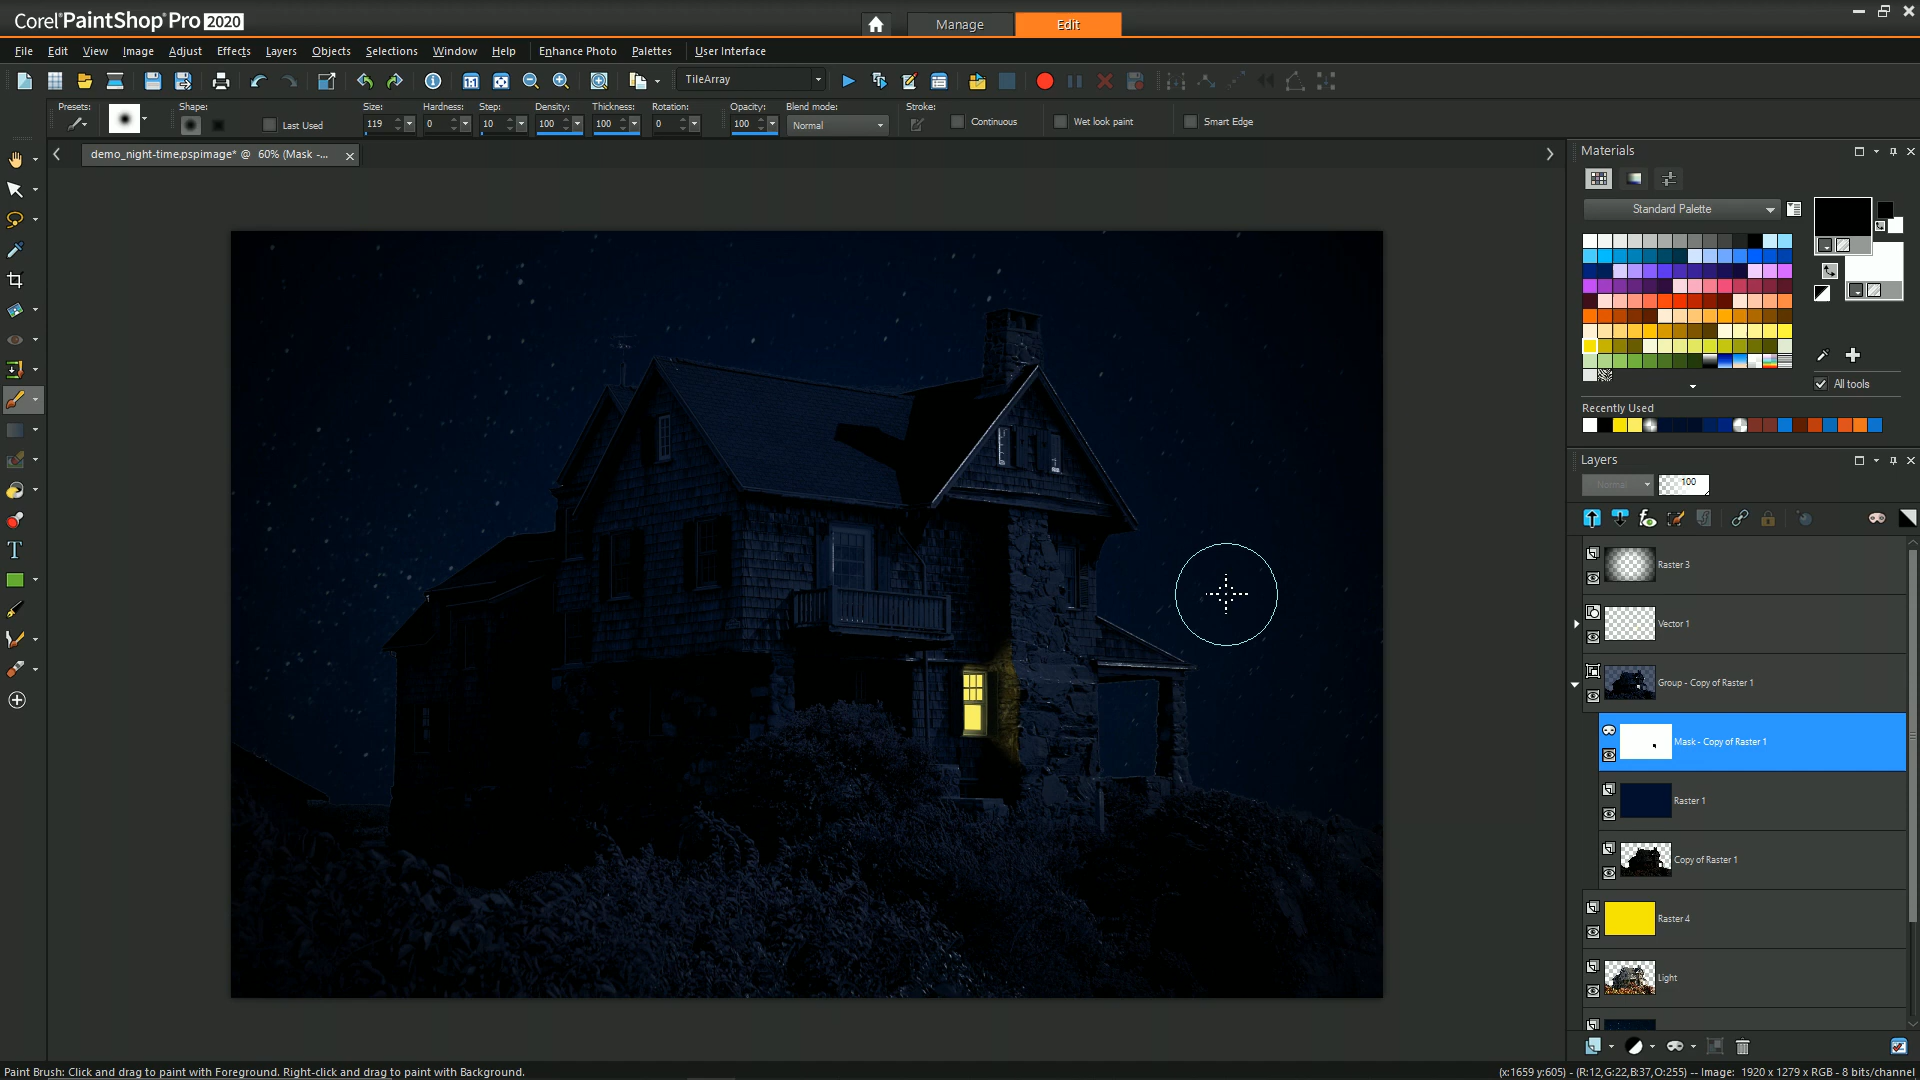 Corel® PaintShop® Pro 2020
Manage
Edit
File Edit View Image Adjust Effects Layers Objects Selections Window Help Enhance Photo Palettes User Interface
1:1
TileArray
Presets: Shape: Size: Hardness: Step: Density: Thickness: Rotation: Opacity: Blend mode: Stroke:
Last Used 119 0 10 100 100 0 100 Normal Continuous Wet look paint Smart Edge
demo_night-time.pspimage* @ 60% (Mask -...
Materials
Standard Palette
All tools
Recently Used
Layers
Normal 100
Raster 3
Vector 1
Group - Copy of Raster 1
Mask - Copy of Raster 1
Raster 1
Copy of Raster 1
Raster 4
Light
T
Paint Brush: Click and drag to paint with Foreground. Right-click and drag to paint with Background.
(x:1659 y:605) - (R:12,G:22,B:37,O:255) -- Image: 1920 x 1279 x RGB - 8 bits/channel